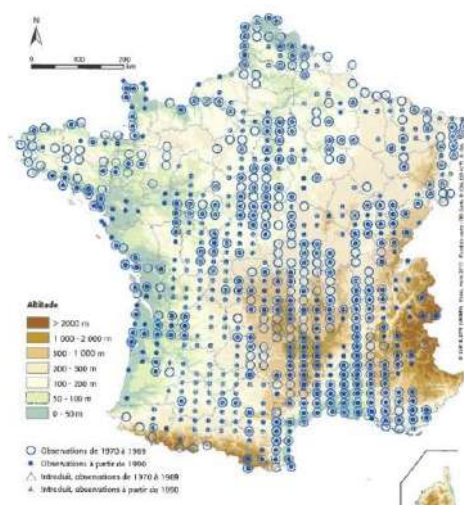 N
0 100 200
km
Altitude
> 2000 m
1 000 - 2 000 m
500 - 1 000 m
200 - 500 m
100 - 200 m
50 - 100 m
0 - 50 m
Observations de 1970 à 1989
Observations à partir de 1990
Introduit, observations de 1970 à 1989
Introduit, observations à partir de 1990